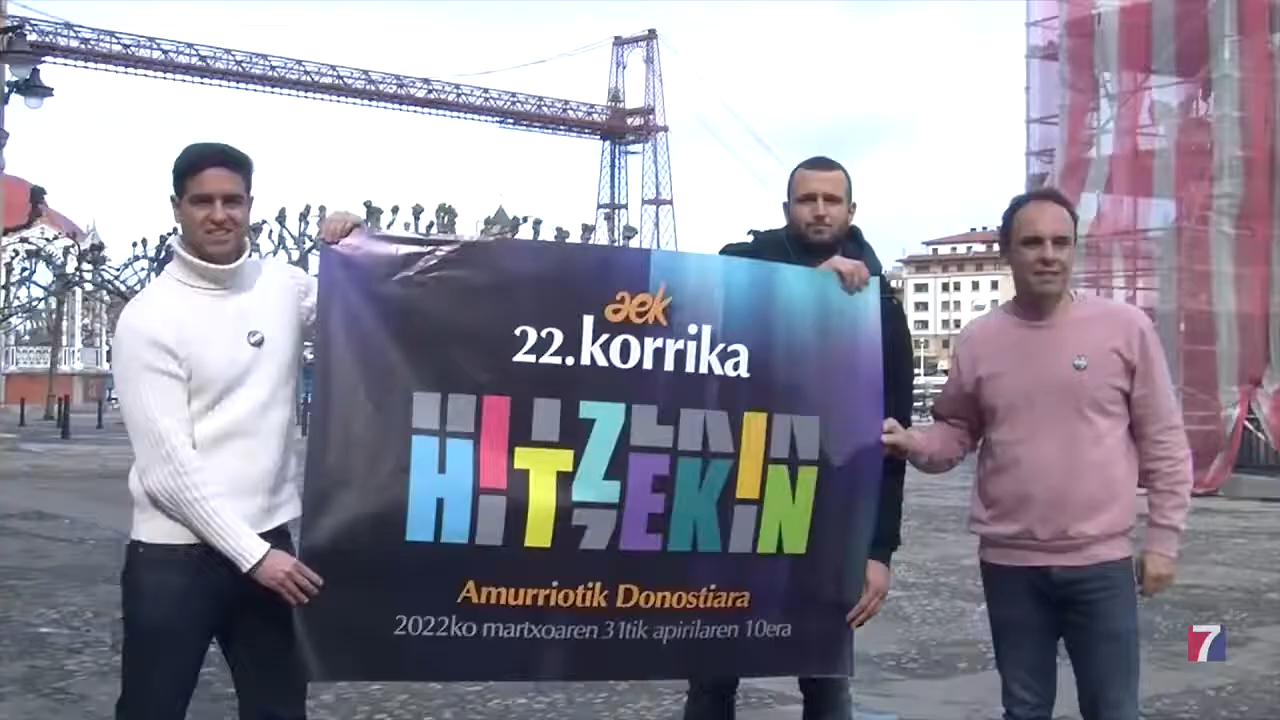 aek
22.korrika
HITZEKIN
Amurriotik Donostiara
2022ko martxoaren 31tik apirilaren 10era
7